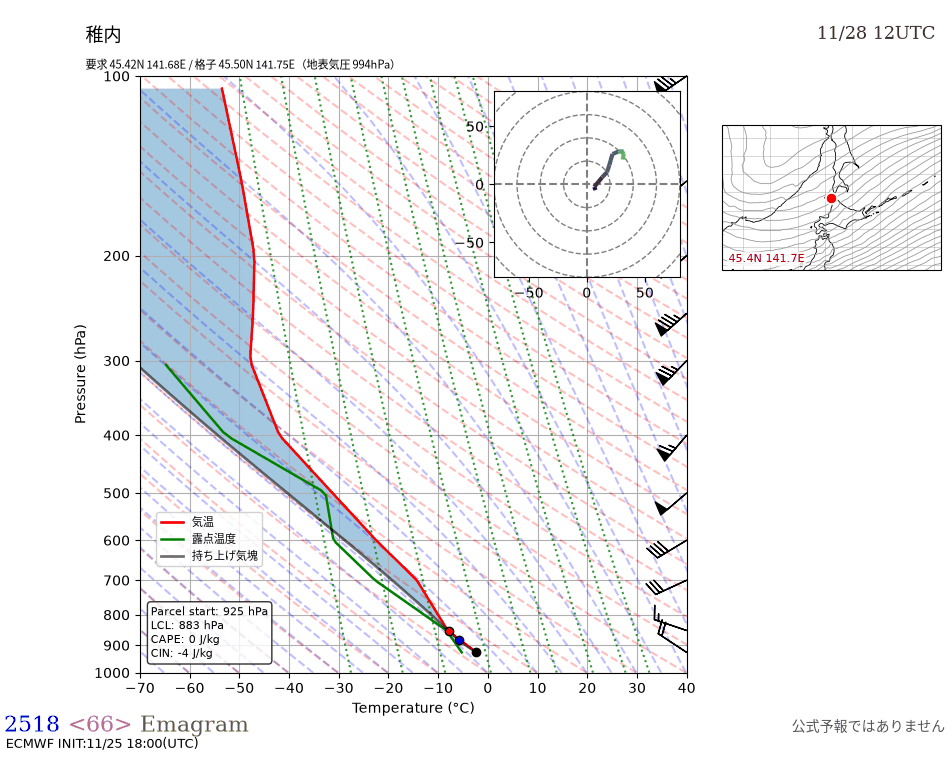 稚内
11/28 12UTC
要求 45.42N 141.68E / 格子 45.50N 141.75E（地表気圧 994hPa）
100
200
300
400
500
600
700
800
900
1000
Pressure (hPa)
50
0
−50
−50 0 50
45.4N 141.7E
気温
露点温度
持ち上げ気塊
Parcel start: 925 hPa
LCL: 883 hPa
CAPE: 0 J/kg
CIN: -4 J/kg
−70 −60 −50 −40 −30 −20 −10 0 10 20 30 40
Temperature (°C)
2518 <66> Emagram
公式予報ではありません
ECMWF INIT:11/25 18:00(UTC)